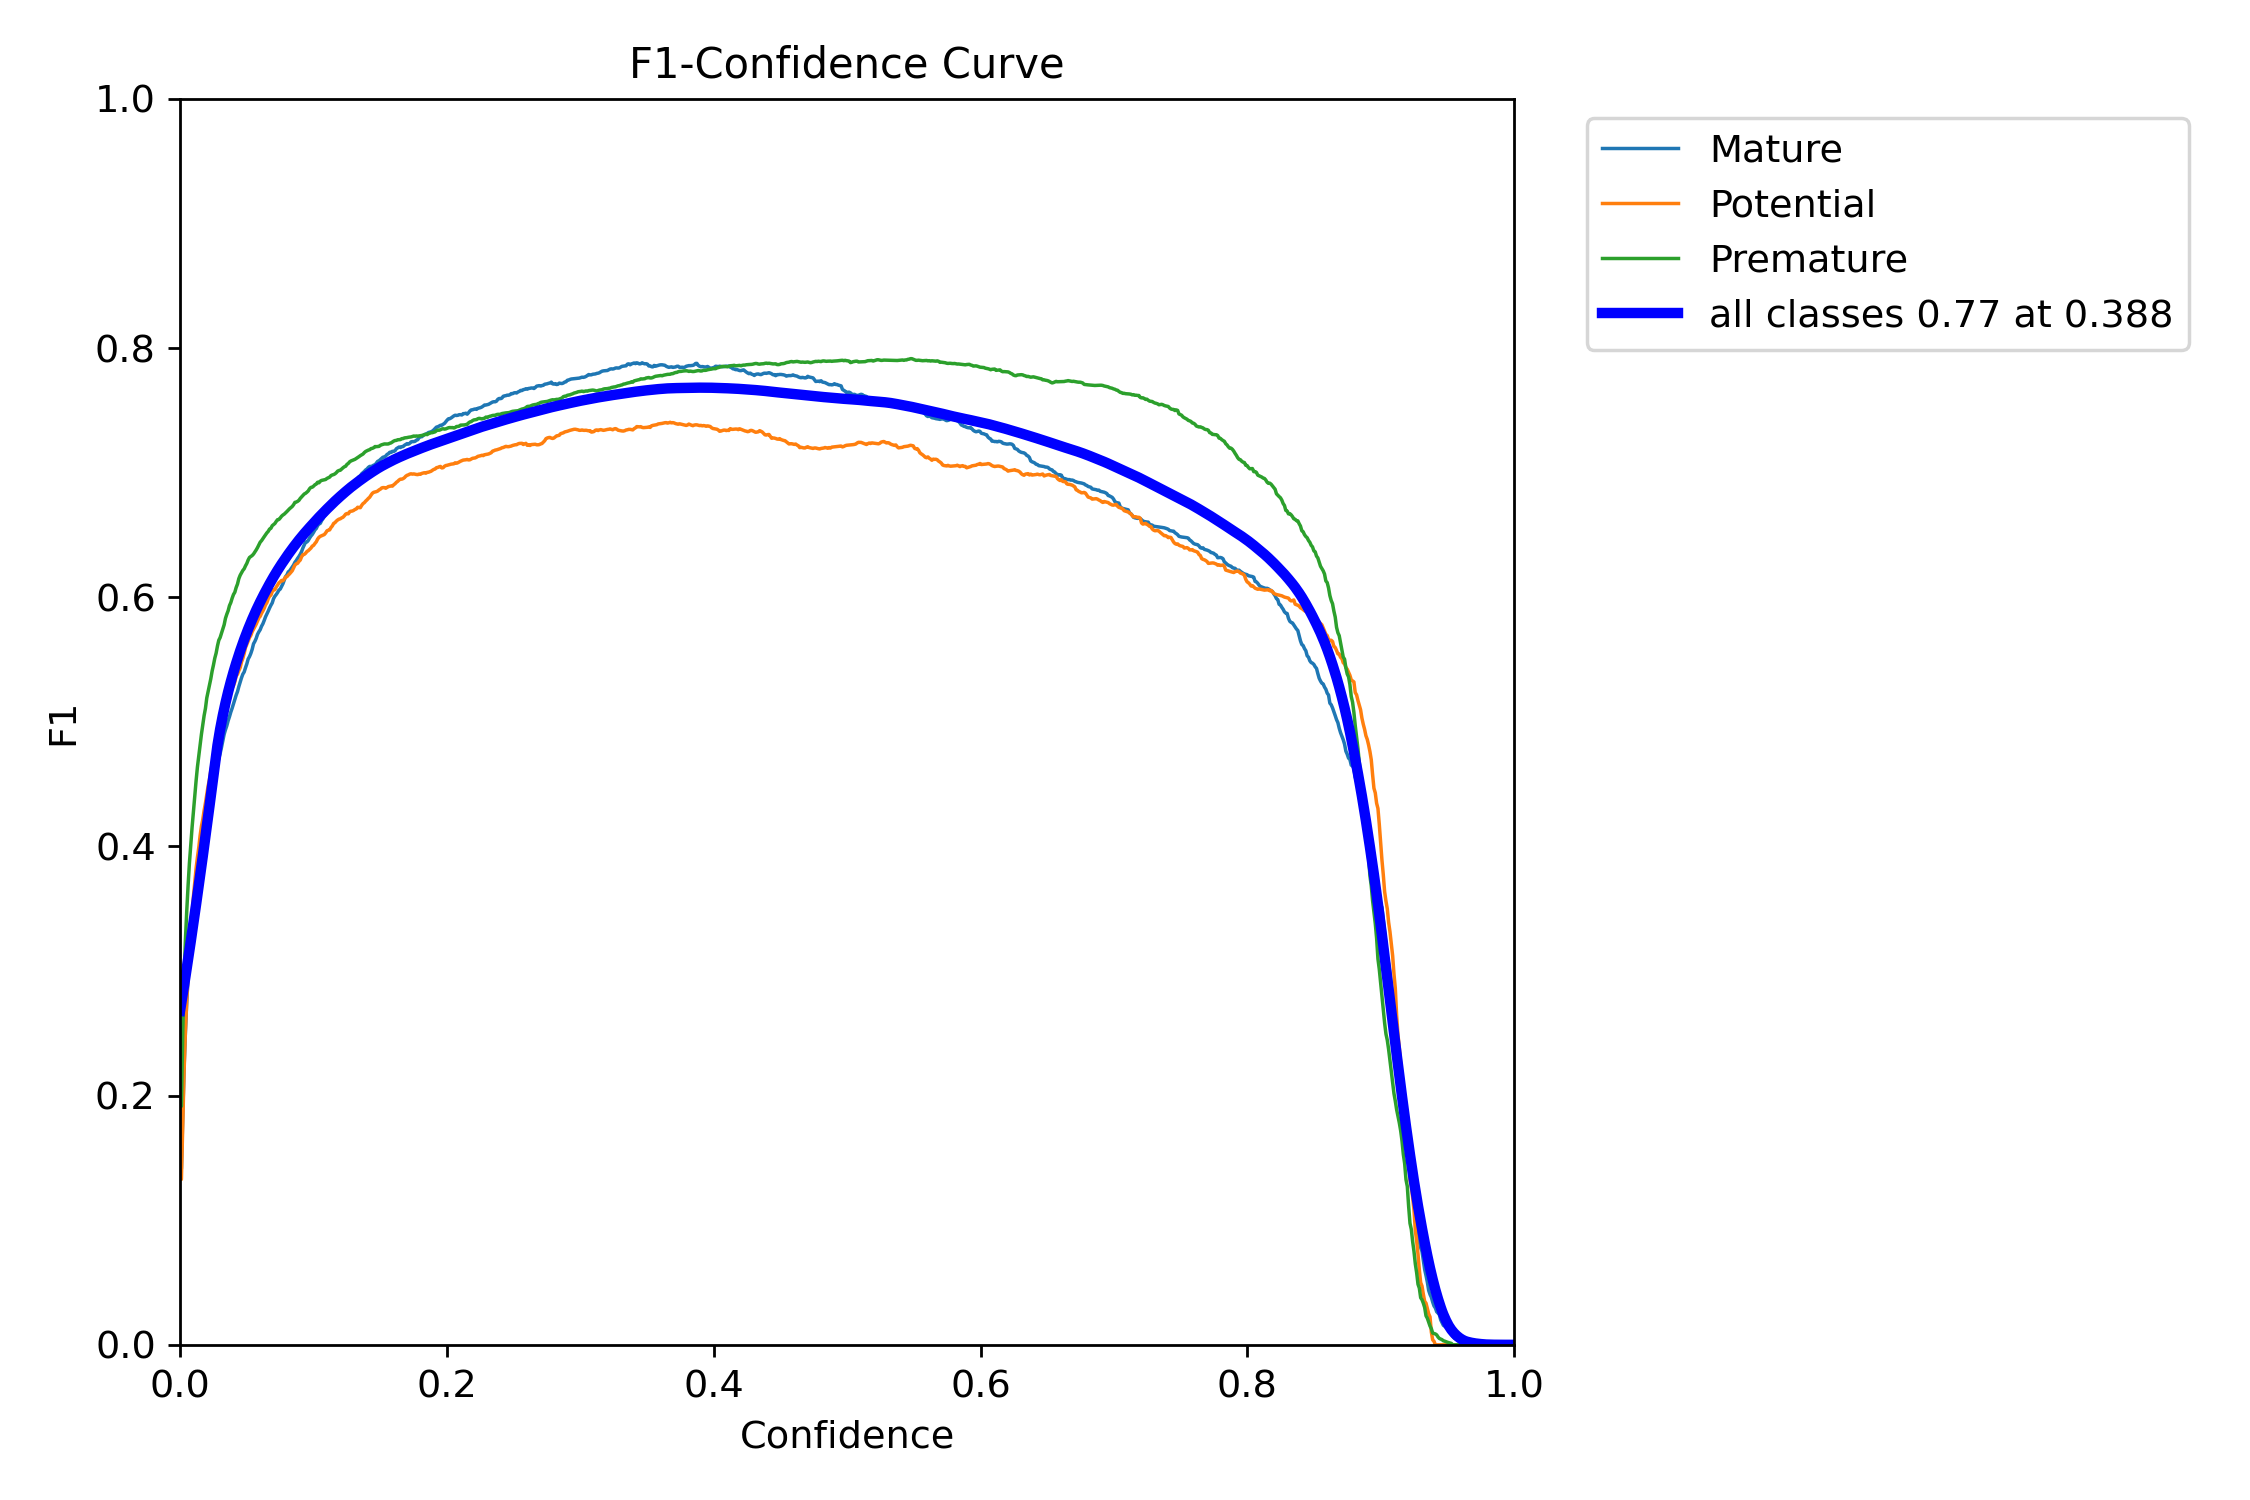 F1-Confidence Curve
1.0
0.8
0.6
0.4
0.2
0.0
F1
0.0 0.2 0.4 0.6 0.8 1.0
Confidence
Mature
Potential
Premature
all classes 0.77 at 0.388